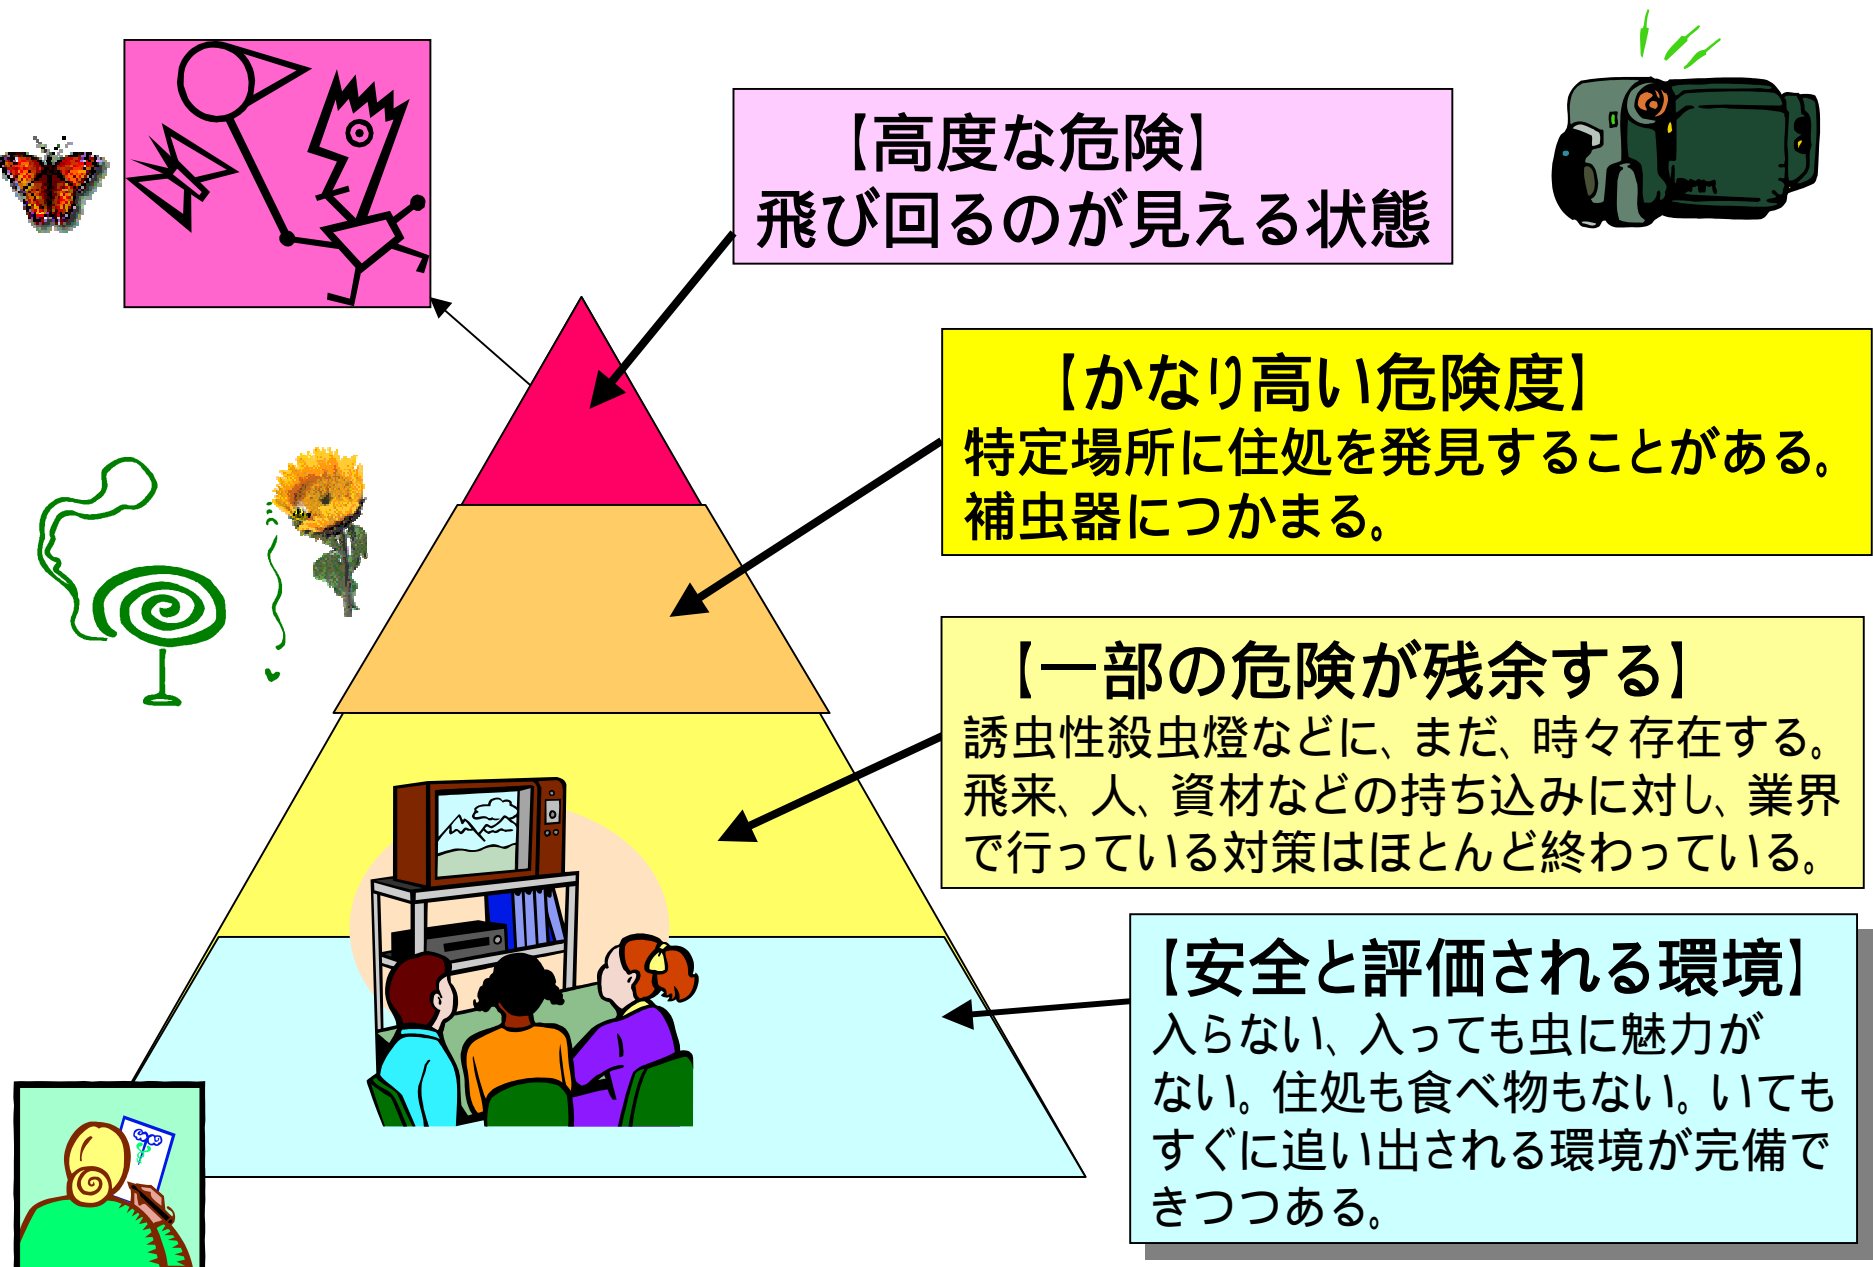 【高度な危険】
飛び回るのが見える状態
【かなり高い危険度】
特定場所に住処を発見することがある。
補虫器につかまる。
【一部の危険が残余する】
誘虫性殺虫燈などに、まだ、時々存在する。
飛来、人、資材などの持ち込みに対し、業界
で行っている対策はほとんど終わっている。
【安全と評価される環境】
入らない、入っても虫に魅力が
ない。住処も食べ物もない。いても
すぐに追い出される環境が完備で
きつつある。